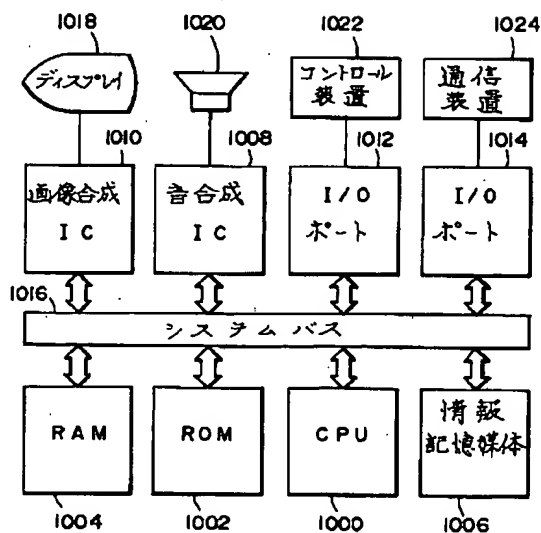 1018
1020
1022
1024
ディスプレイ
コントロール
装置
通信
装置
1010
1008
1012
1014
画像合成
IC
音合成
IC
I/O
ポート
I/O
ポート
1016
システムバス
RAM
ROM
CPU
情報
記憶媒体
1004
1002
1000
1006